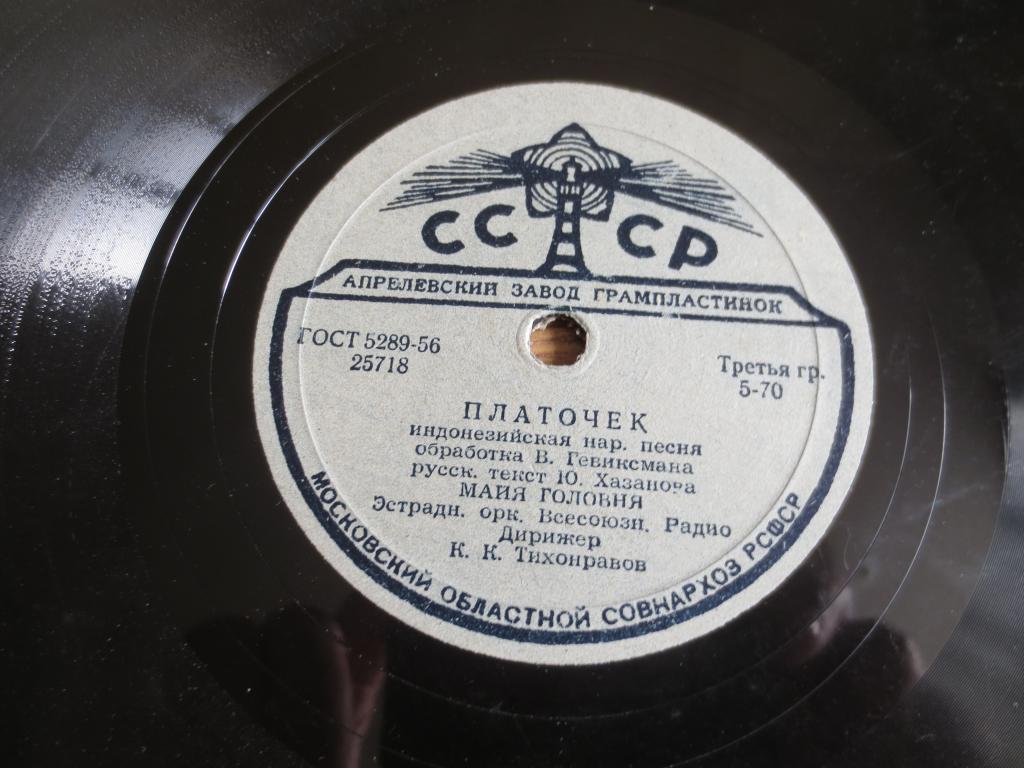 СССР
АПРЕЛЕВСКИЙ ЗАВОД ГРАМПЛАСТИНОК
ГОСТ 5289-56
25718
Третья гр.
5-70
ПЛАТОЧЕК
индонезийская нар. песня
обработка В. Гевиксмана
русск. текст Ю. Хазанова
МАЙЯ ГОЛОВНЯ
Эстрадн. орк. Всесоюзн. Радио
Дирижер
К. К. Тихонравов
МОСКОВСКИЙ ОБЛАСТНОЙ СОВНАРХОЗ РСФСР